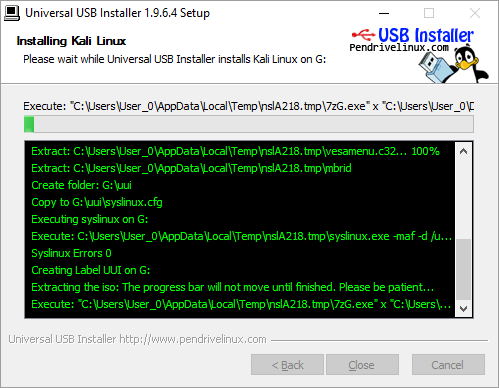 Universal USB Installer 1.9.6.4 Setup
Installing Kali Linux
Please wait while Universal USB Installer installs Kali Linux on G:
USB Installer
Pendrivelinux.com
Execute: "C:\Users\User_0\AppData\Local\Temp\nslA218.tmp\7zG.exe" x "C:\Users\User_0\D
Extract: C:\Users\User_0\AppData\Local\Temp\nslA218.tmp\vesamenu.c32... 100%
Extract: C:\Users\User_0\AppData\Local\Temp\nslA218.tmp\mbrid
Create folder: G:\uui
Copy to G:\uui\syslinux.cfg
Executing syslinux on G:
Execute: C:\Users\User_0\AppData\Local\Temp\nslA218.tmp\syslinux.exe -maf -d /u...
Syslinux Errors 0
Creating Label UUI on G:
Extracting the iso: The progress bar will not move until finished. Please be patient...
Execute: "C:\Users\User_0\AppData\Local\Temp\nslA218.tmp\7zG.exe" x "C:\Users\...
Universal USB Installer http://www.pendrivelinux.com
< Back
Close
Cancel